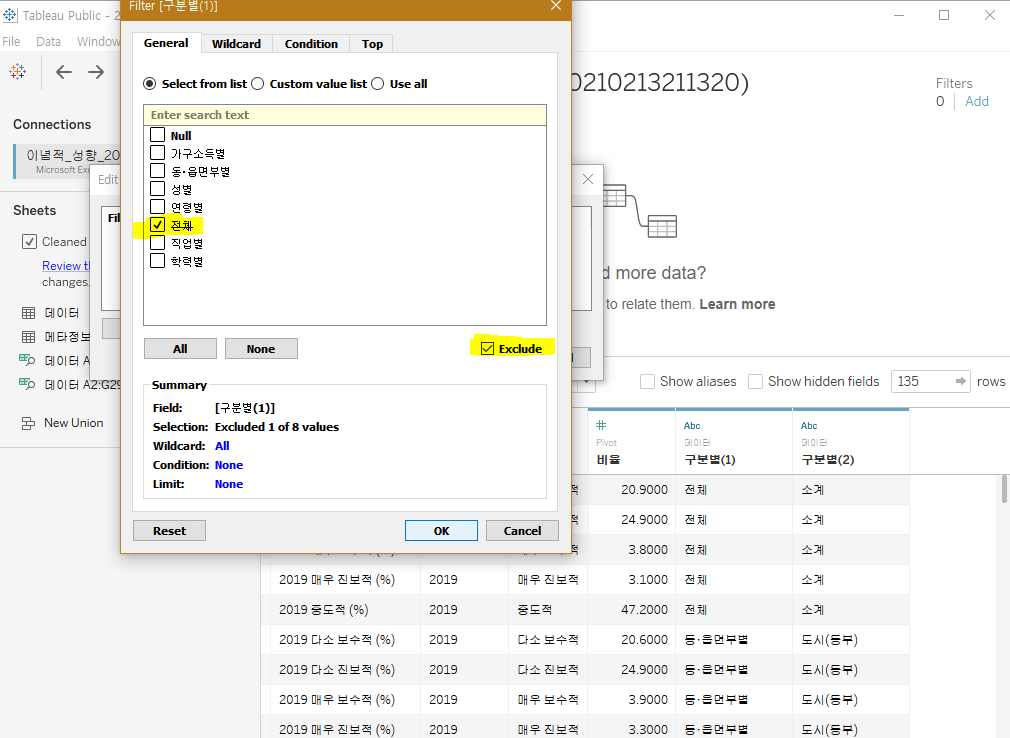 Tableau Public - 2
File Data Window
Connections
이념적_성향_20
Microsoft Exc
Sheets
Cleaned
Review th
changes.
데이터
메타정보
데이터 A
데이터 A2:G29
New Union
Edit
Fil
Filter [구분별(1)]
General Wildcard Condition Top
Select from list Custom value list Use all
Enter search text
Null
가구소득별
동·읍면부별
성별
연령별
전체
직업별
학력별
All None Exclude
Summary
Field: [구분별(1)]
Selection: Excluded 1 of 8 values
Wildcard: All
Condition: None
Limit: None
Reset OK Cancel
0210213211320)
Filters
0 Add
d more data?
to relate them. Learn more
Show aliases Show hidden fields 135 rows
# Abc Abc
Pivot 데이터 데이터
비율 구분별(1) 구분별(2)
적 20.9000 전체 소계
적 24.9000 전체 소계
3.8000 전체 소계
2019 매우 진보적 (%) 2019 매우 진보적 3.1000 전체 소계
2019 중도적 (%) 2019 중도적 47.2000 전체 소계
2019 다소 보수적 (%) 2019 다소 보수적 20.6000 동·읍면부별 도시(동부)
2019 다소 진보적 (%) 2019 다소 진보적 24.9000 동·읍면부별 도시(동부)
2019 매우 보수적 (%) 2019 매우 보수적 3.9000 동·읍면부별 도시(동부)
2019 매우 진보적 (%) 2019 매우 진보적 3.3000 동·읍면부별 도시(동부)